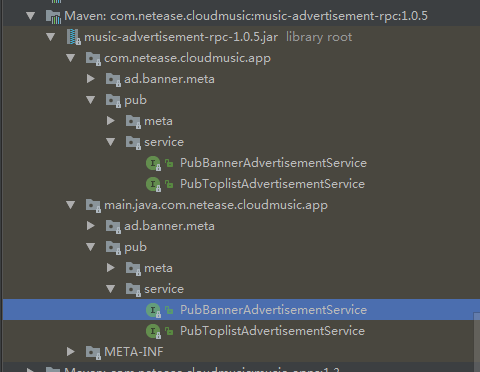 Maven: com.netease.cloudmusic:music-advertisement-rpc:1.0.5
music-advertisement-rpc-1.0.5.jar library root
com.netease.cloudmusic.app
ad.banner.meta
pub
meta
service
PubBannerAdvertisementService
PubToplistAdvertisementService
main.java.com.netease.cloudmusic.app
ad.banner.meta
pub
meta
service
PubBannerAdvertisementService
PubToplistAdvertisementService
META-INF